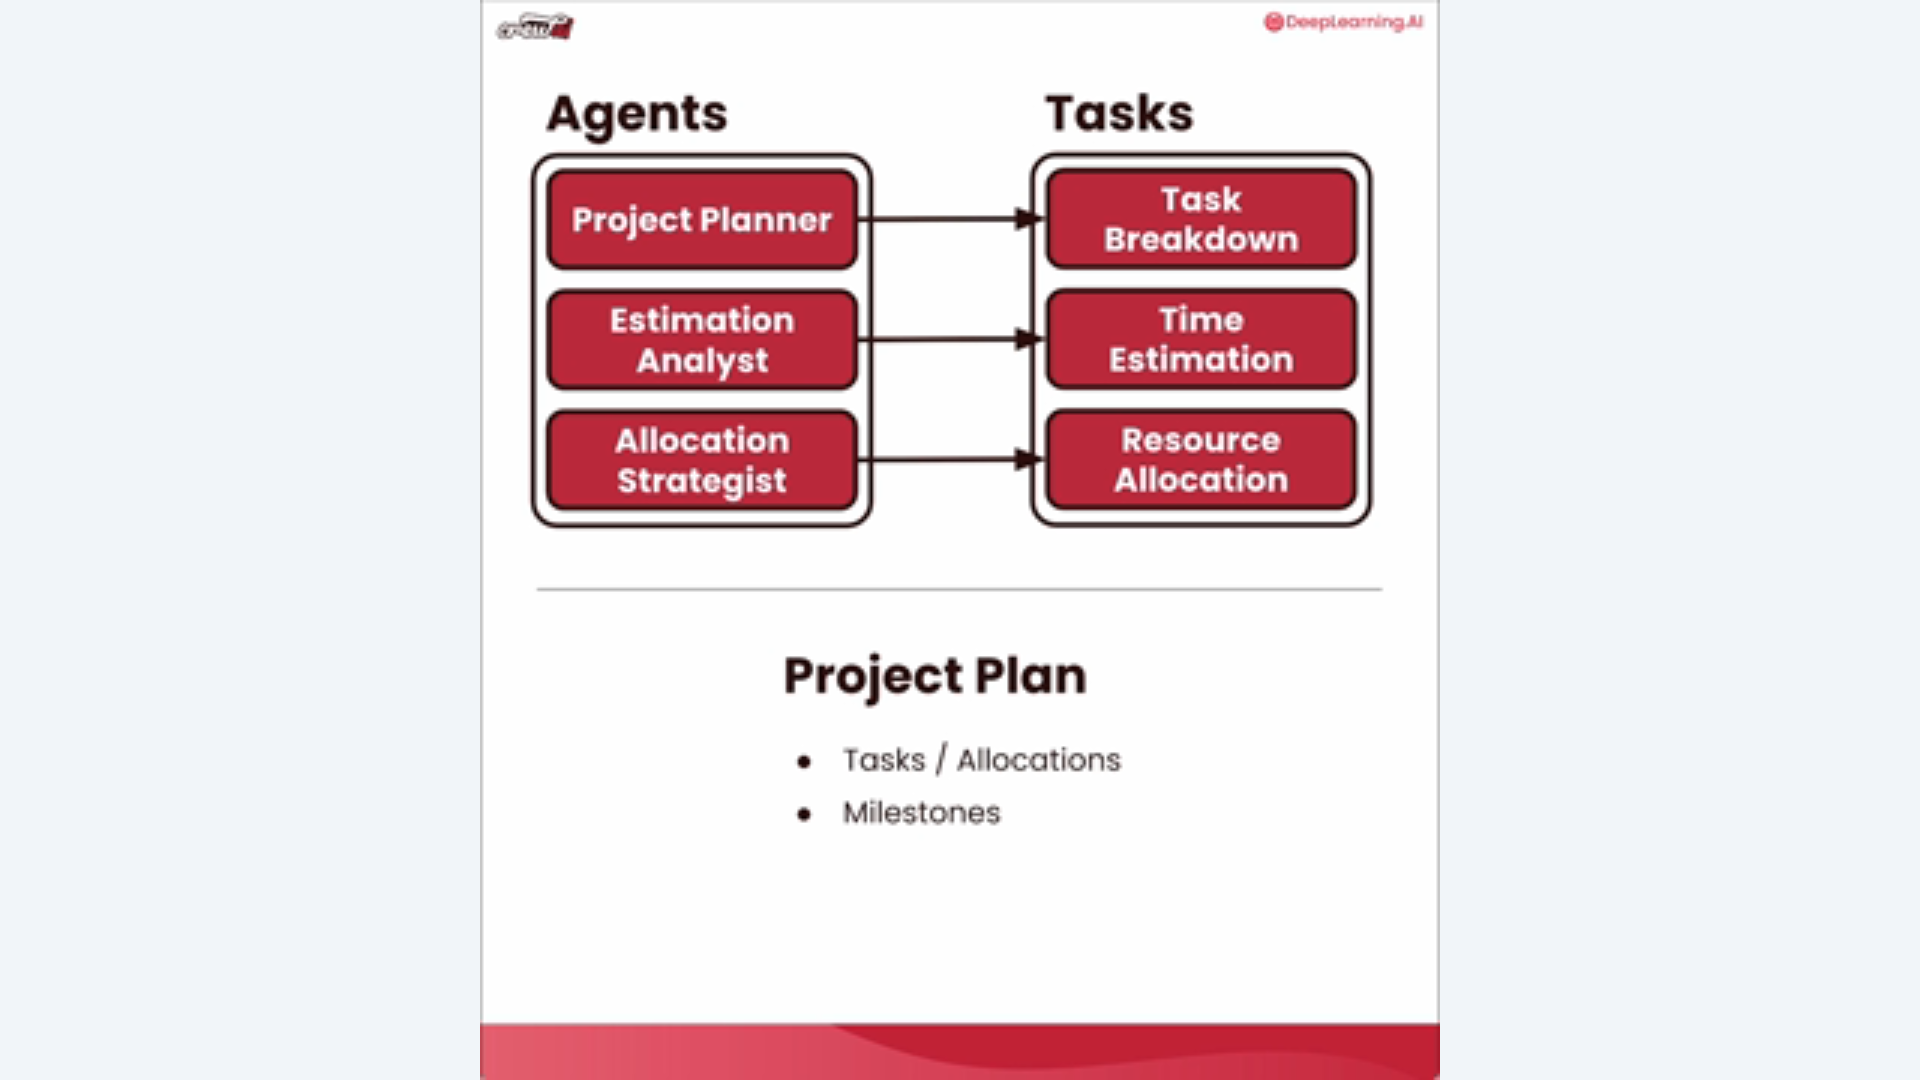 crewai
DeepLearning.AI
Agents
Tasks
Project Planner
Task
Breakdown
Estimation
Analyst
Time
Estimation
Allocation
Strategist
Resource
Allocation
Project Plan
● Tasks / Allocations
● Milestones